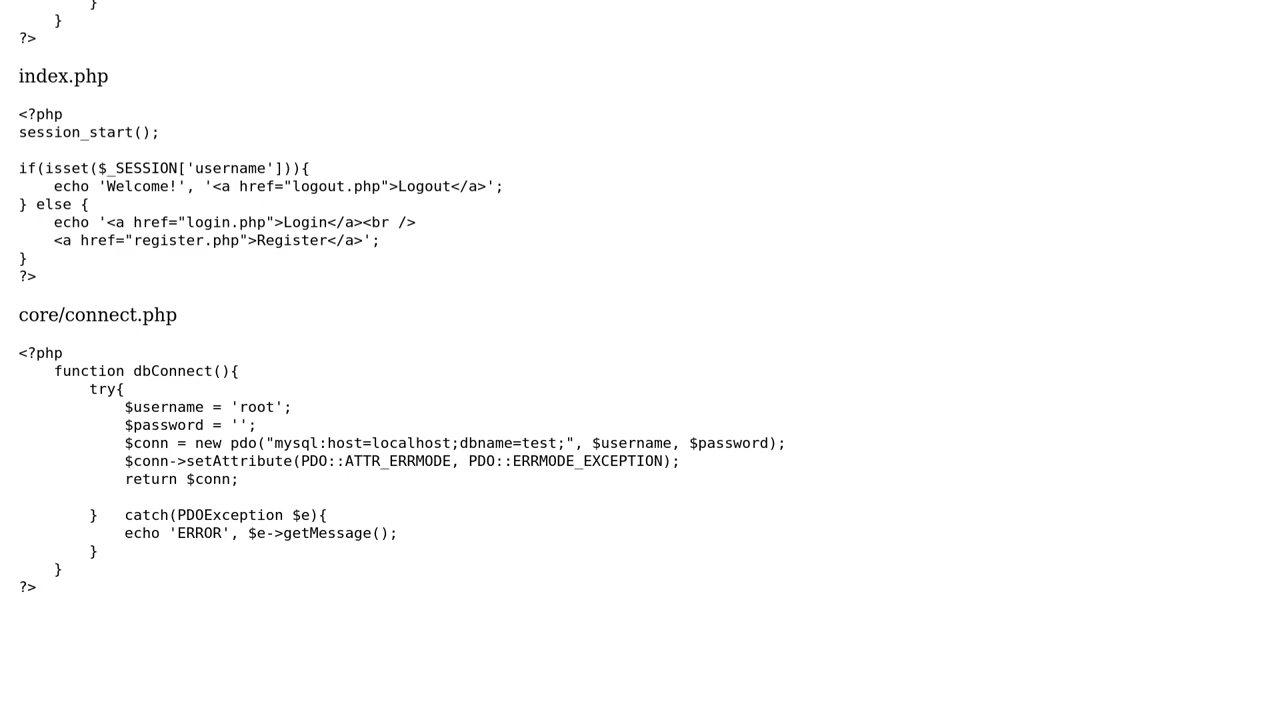 }
    }
?>
index.php
<?php
session_start();
if(isset($_SESSION['username'])){
    echo 'Welcome!', '<a href="logout.php">Logout</a>';
} else {
    echo '<a href="login.php">Login</a><br />
    <a href="register.php">Register</a>';
}
?>
core/connect.php
<?php
    function dbConnect(){
        try{
            $username = 'root';
            $password = '';
            $conn = new pdo("mysql:host=localhost;dbname=test;", $username, $password);
            $conn->setAttribute(PDO::ATTR_ERRMODE, PDO::ERRMODE_EXCEPTION);
            return $conn;
        }   catch(PDOException $e){
            echo 'ERROR', $e->getMessage();
        }
    }
?>